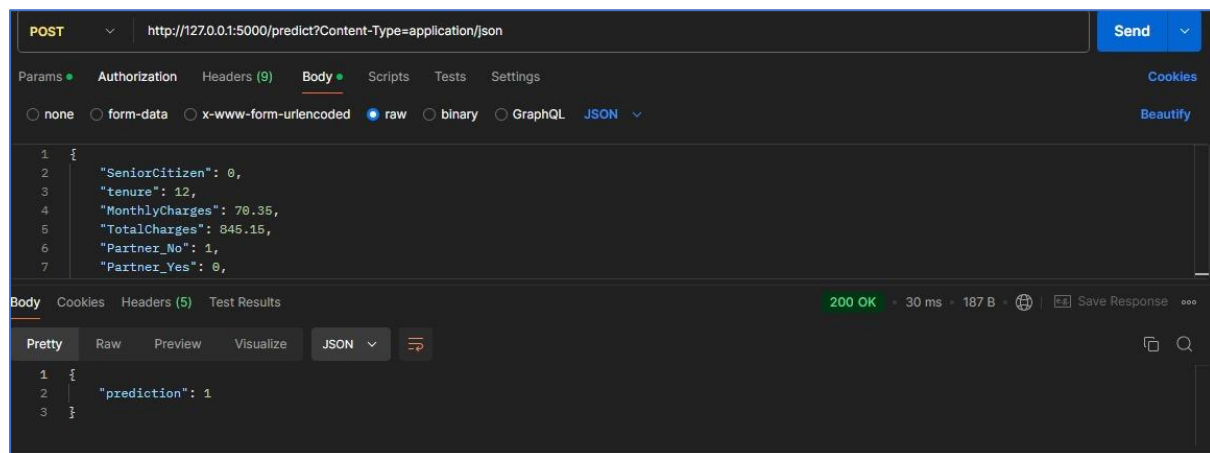 POST http://127.0.0.1:5000/predict?Content-Type=application/json Send
Params Authorization Headers (9) Body Scripts Tests Settings Cookies
none form-data x-www-form-urlencoded raw binary GraphQL JSON Beautify
1 {
2 "SeniorCitizen": 0,
3 "tenure": 12,
4 "MonthlyCharges": 70.35,
5 "TotalCharges": 845.15,
6 "Partner_No": 1,
7 "Partner_Yes": 0,
Body Cookies Headers (5) Test Results 200 OK 30 ms 187 B e.g. Save Response
Pretty Raw Preview Visualize JSON
1 {
2 "prediction": 1
3 }